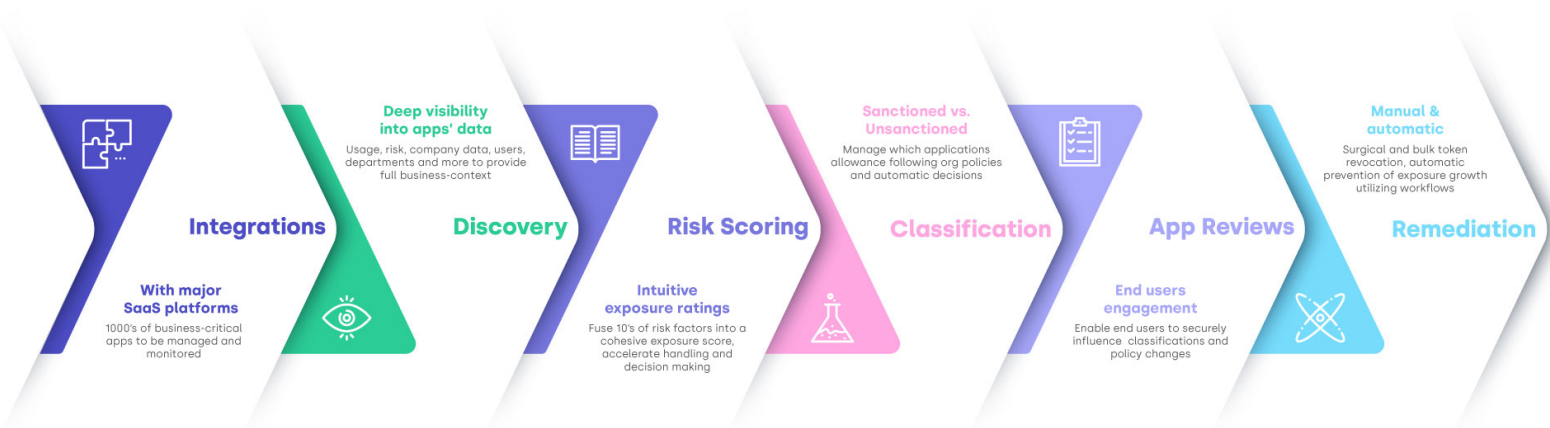 Integrations
With major
SaaS platforms
1000's of business-critical
apps to be managed and
monitored
Deep visibility
into apps' data
Usage, risk, company data, users,
departments and more to provide
full business-context
Discovery
Risk Scoring
Intuitive
exposure ratings
Fuse 10's of risk factors into a
cohesive exposure score,
accelerate handling and
decision making
Sanctioned vs.
Unsanctioned
Manage which applications
allowance following org policies
and automatic decisions
Classification
App Reviews
End users
engagement
Enable end users to securely
influence classifications and
policy changes
Manual &
automatic
Surgical and bulk token
revocation, automatic
prevention of exposure growth
utilizing workflows
Remediation